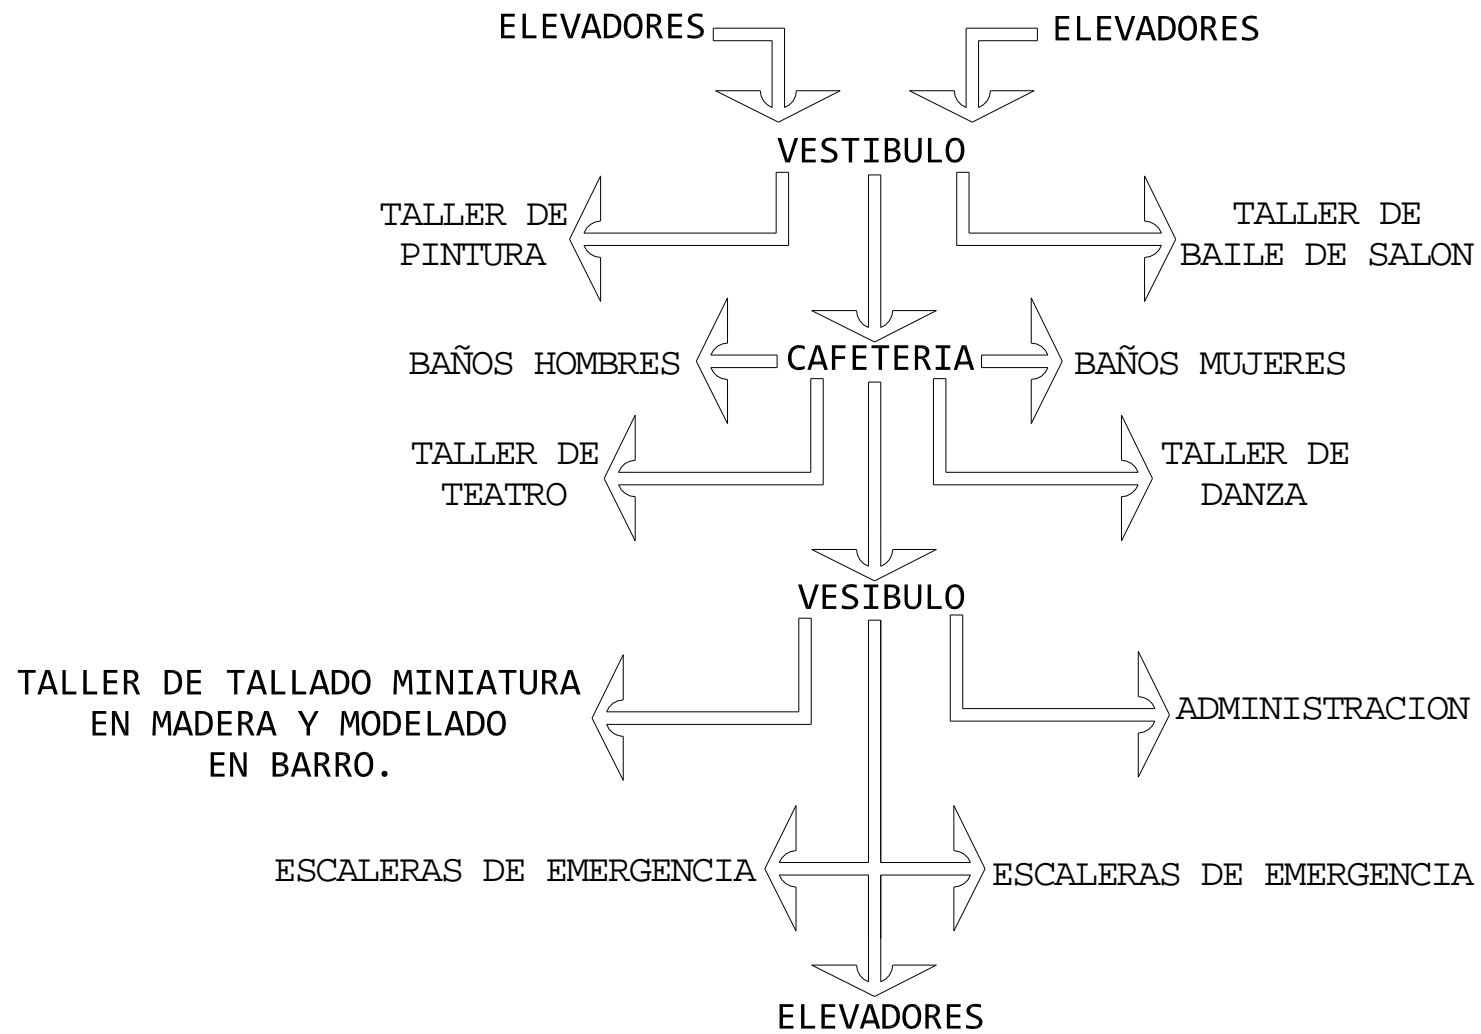 ELEVADORES
ELEVADORES
VESTIBULO
TALLER DE
PINTURA
TALLER DE
BAILE DE SALON
BAÑOS HOMBRES
CAFETERIA
BAÑOS MUJERES
TALLER DE
TEATRO
TALLER DE
DANZA
VESIBULO
TALLER DE TALLADO MINIATURA
EN MADERA Y MODELADO
EN BARRO.
ADMINISTRACION
ESCALERAS DE EMERGENCIA
ESCALERAS DE EMERGENCIA
ELEVADORES